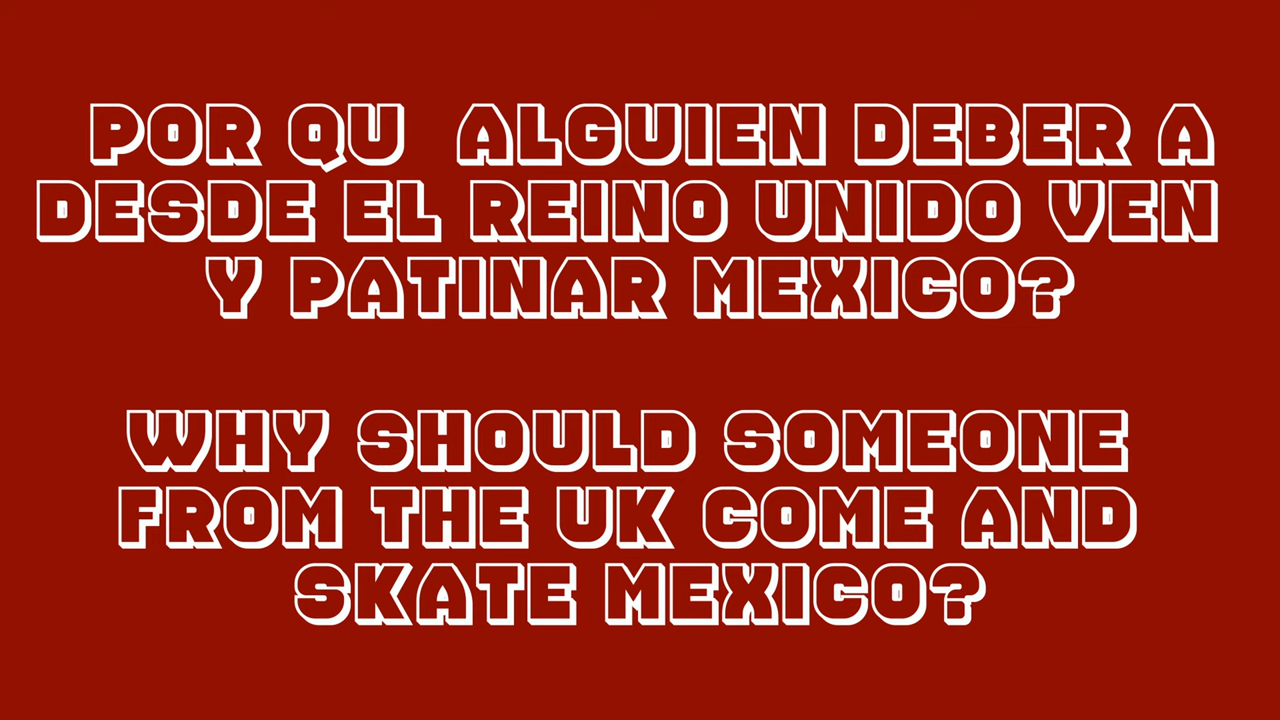 POR QU  ALGUIEN DEBER A
DESDE EL REINO UNIDO VEN
Y PATINAR MEXICO?
WHY SHOULD SOMEONE
FROM THE UK COME AND
SKATE MEXICO?